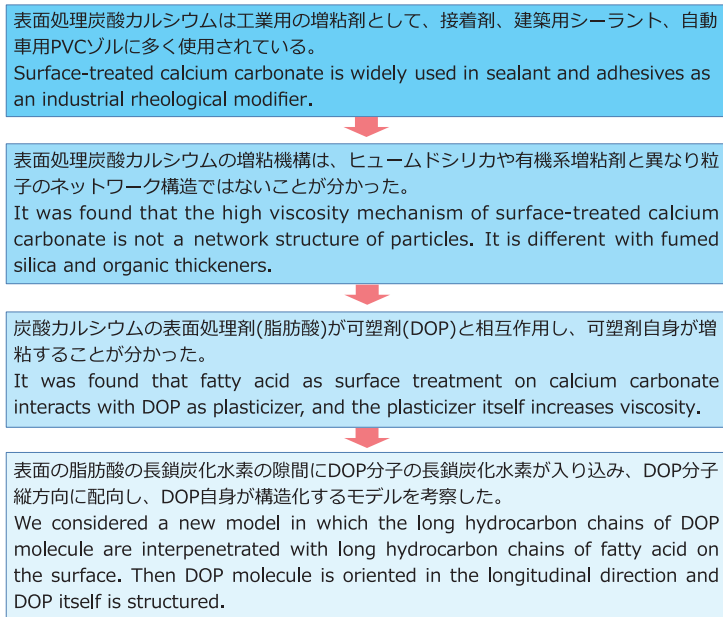 表面処理炭酸カルシウムは工業用の増粘剤として、接着剤、建築用シーラント、自動
車用PVCゾルに多く使用されている。
Surface-treated calcium carbonate is widely used in sealant and adhesives as
an industrial rheological modifier.
表面処理炭酸カルシウムの増粘機構は、ヒュームドシリカや有機系増粘剤と異なり粒
子のネットワーク構造ではないことが分かった。
It was found that the high viscosity mechanism of surface-treated calcium
carbonate is not a network structure of particles. It is different with fumed
silica and organic thickeners.
炭酸カルシウムの表面処理剤(脂肪酸)が可塑剤(DOP)と相互作用し、可塑剤自身が増
粘することが分かった。
It was found that fatty acid as surface treatment on calcium carbonate
interacts with DOP as plasticizer, and the plasticizer itself increases viscosity.
表面の脂肪酸の長鎖炭化水素の隙間にDOP分子の長鎖炭化水素が入り込み、DOP分子
縦方向に配向し、DOP自身が構造化するモデルを考察した。
We considered a new model in which the long hydrocarbon chains of DOP
molecule are interpenetrated with long hydrocarbon chains of fatty acid on
the surface. Then DOP molecule is oriented in the longitudinal direction and
DOP itself is structured.